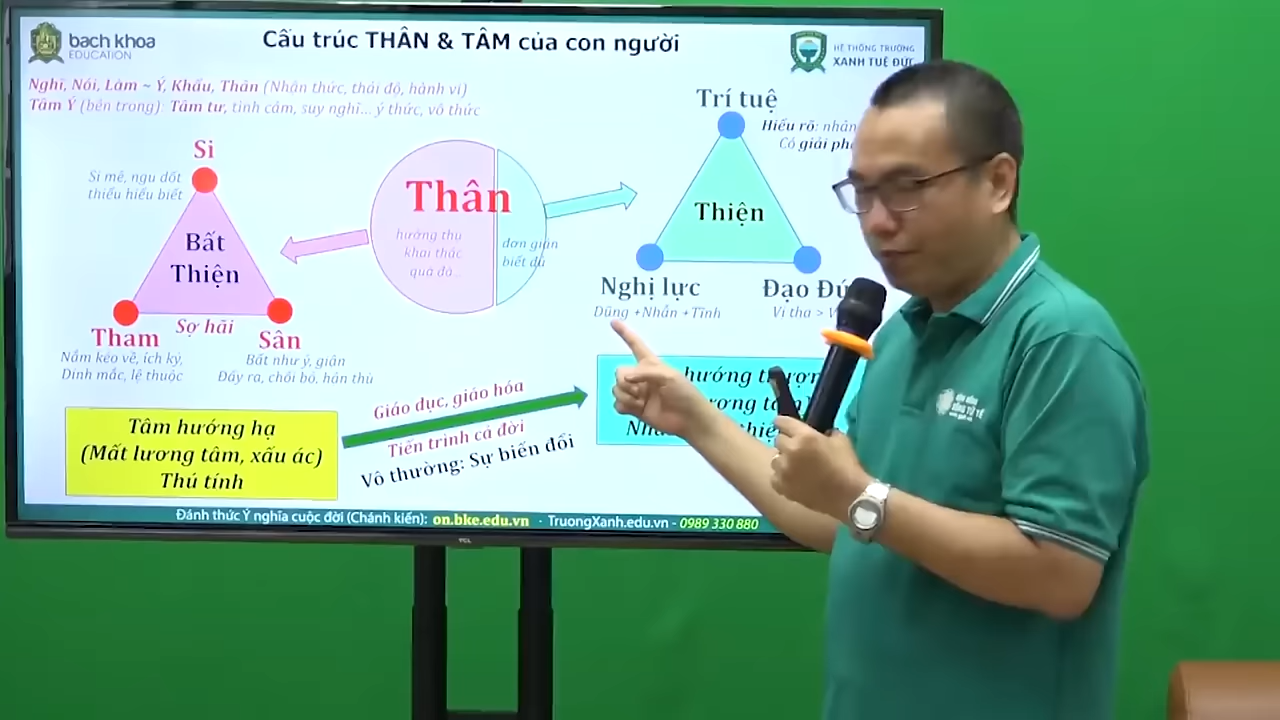 bach khoa
EDUCATION
Cấu trúc THÂN & TÂM của con người
HỆ THỐNG TRƯỜNG
XANH TUỆ ĐỨC
Nghĩ, Nói, Làm ~ Ý, Khẩu, Thân (Nhận thức, thái độ, hành vi)
Tâm Ý (bên trong): Tâm tư, tình cảm, suy nghĩ... ý thức, vô thức
Si
Si mê, ngu dốt
thiếu hiểu biết
Bất
Thiện
Tham
Sợ hãi
Sân
Nắm kéo về, ích kỷ,
Dính mắc, lệ thuộc
Bất như ý, giận
Đẩy ra, chối bỏ, hận thù
Thân
hưởng thụ
khai thác
quá đà...
đơn giản
biết đủ
Trí tuệ
Hiểu rõ: nhân
Có giải
Thiện
Nghị lực
Dũng +Nhẫn +Tĩnh
Đạo
Vị tha >
Tâm hướng hạ
(Mất lương tâm, xấu ác)
Thú tính
Giáo dục, giáo hóa
Tiến trình cả đời
Vô thường: Sự biến đổi
hướng
Đánh thức Ý nghĩa cuộc đời (Chánh kiến): on.bke.edu.vn - TruongXanh.edu.vn - 0989 330 880
TCL